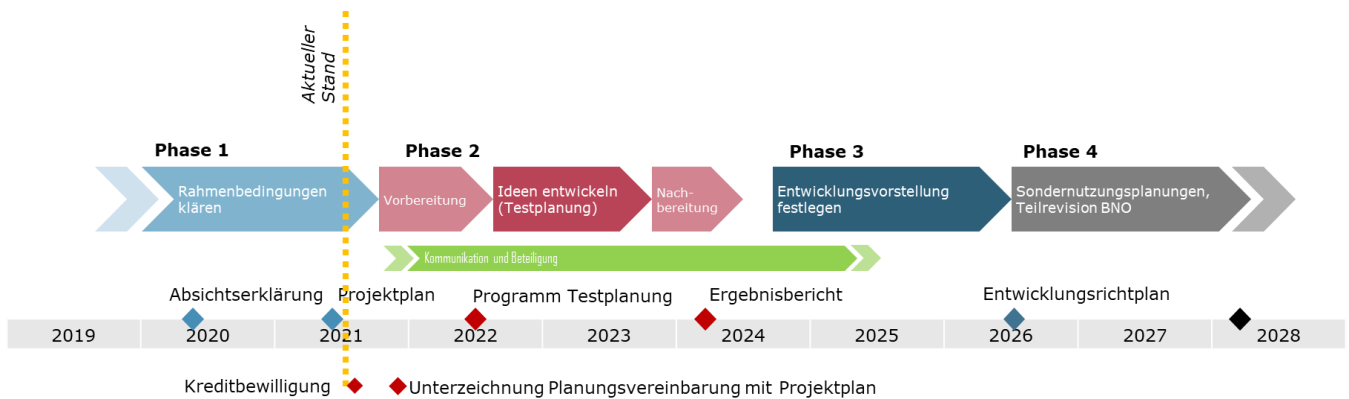 Aktueller
Stand
Phase 1
Phase 2
Phase 3
Phase 4
Rahmenbedingungen
klären
Vorbereitung
Ideen entwickeln
(Testplanung)
Nach-
bereitung
Entwicklungsvorstellung
festlegen
Sondernutzungsplanungen,
Teilrevision BNO
Kommunikation und Beteiligung
Absichtserklärung
Projektplan
Programm Testplanung
Ergebnisbericht
Entwicklungsrichtplan
2019
2020
2021
2022
2023
2024
2025
2026
2027
2028
Kreditbewilligung
Unterzeichnung Planungsvereinbarung mit Projektplan